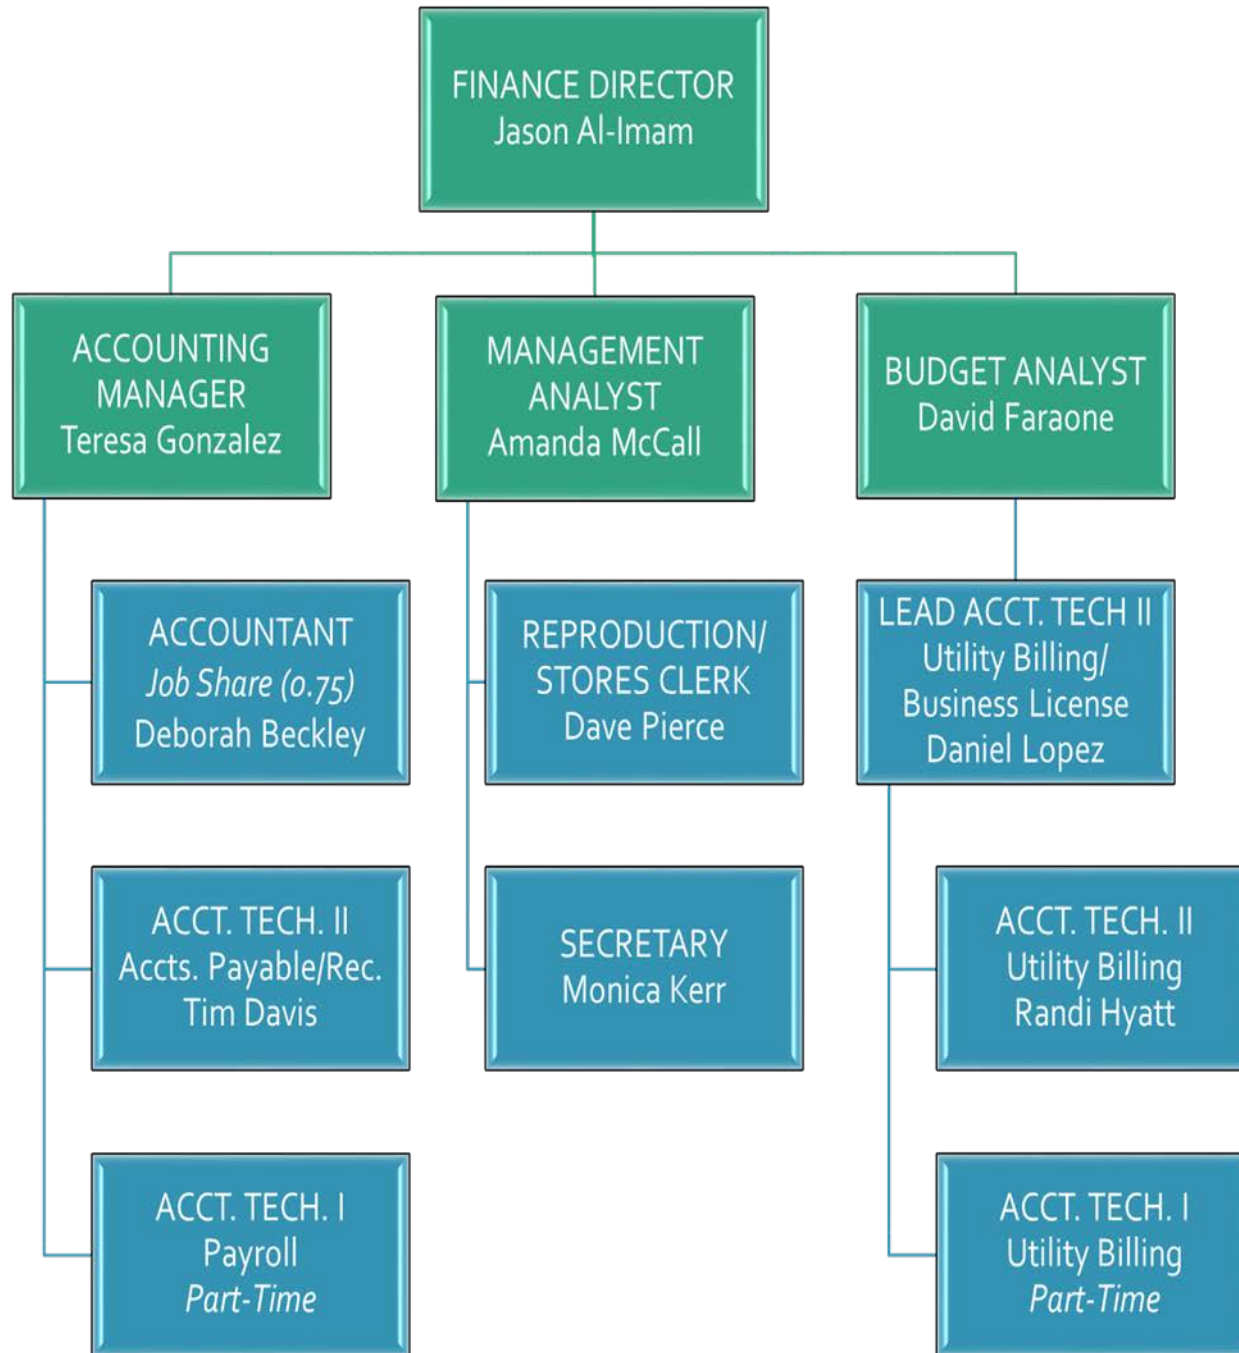 FINANCE DIRECTOR
Jason Al-Imam
ACCOUNTING
MANAGER
Teresa Gonzalez
MANAGEMENT
ANALYST
Amanda McCall
BUDGET ANALYST
David Faraone
ACCOUNTANT
Job Share (0.75)
Deborah Beckley
REPRODUCTION/
STORES CLERK
Dave Pierce
LEAD ACCT. TECH II
Utility Billing/
Business License
Daniel Lopez
ACCT. TECH. II
Accts. Payable/Rec.
Tim Davis
SECRETARY
Monica Kerr
ACCT. TECH. II
Utility Billing
Randi Hyatt
ACCT. TECH. I
Payroll
Part-Time
ACCT. TECH. I
Utility Billing
Part-Time